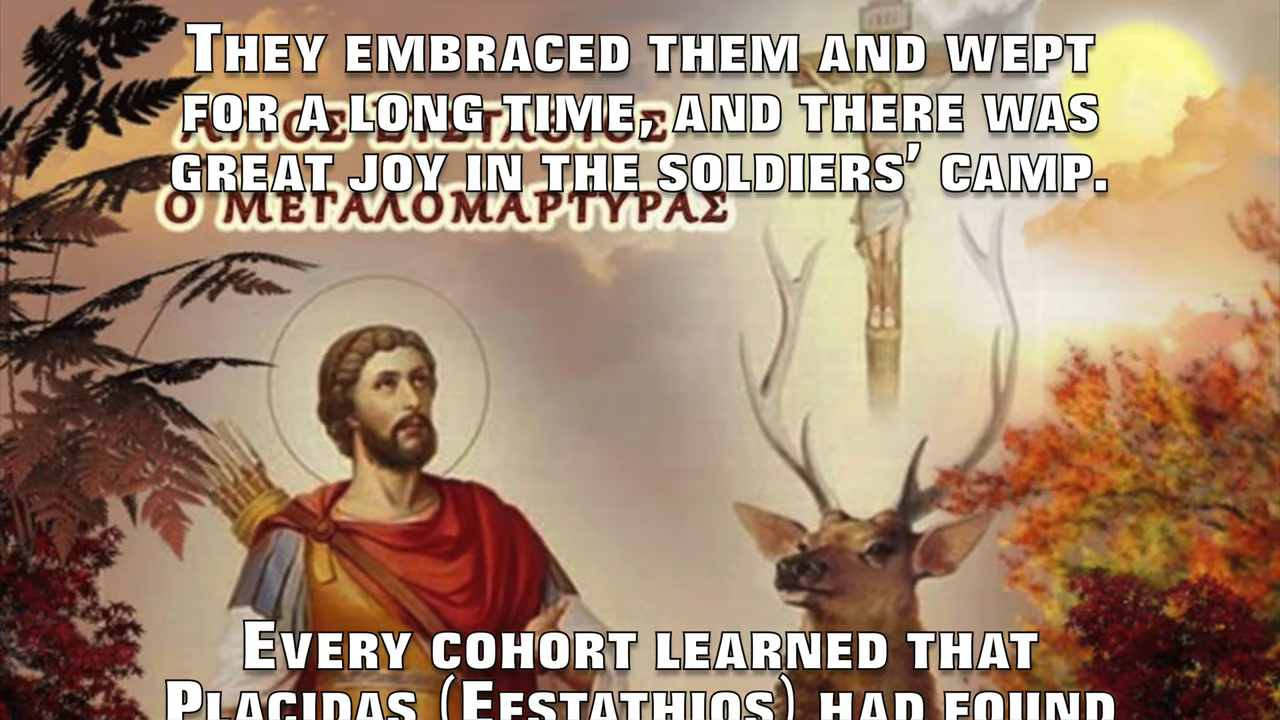 They embraced them and wept
for a long time, and there was
great joy in the soldiers’ camp.
Ο ΜΕΓΑΛΟΜΑΡΤΥΡΑΣ
Every cohort learned that
Placidas (Efstathios) had found